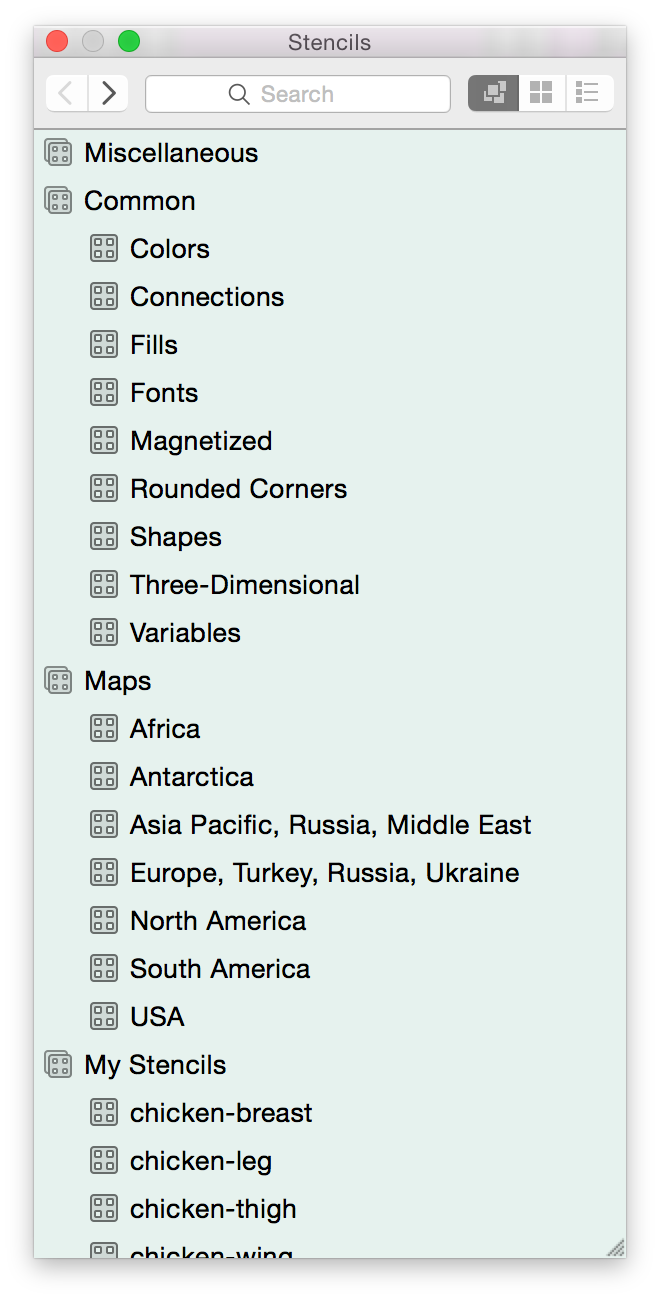 Stencils
Search
Miscellaneous
Common
Colors
Connections
Fills
Fonts
Magnetized
Rounded Corners
Shapes
Three-Dimensional
Variables
Maps
Africa
Antarctica
Asia Pacific, Russia, Middle East
Europe, Turkey, Russia, Ukraine
North America
South America
USA
My Stencils
chicken-breast
chicken-leg
chicken-thigh
chicken-wing